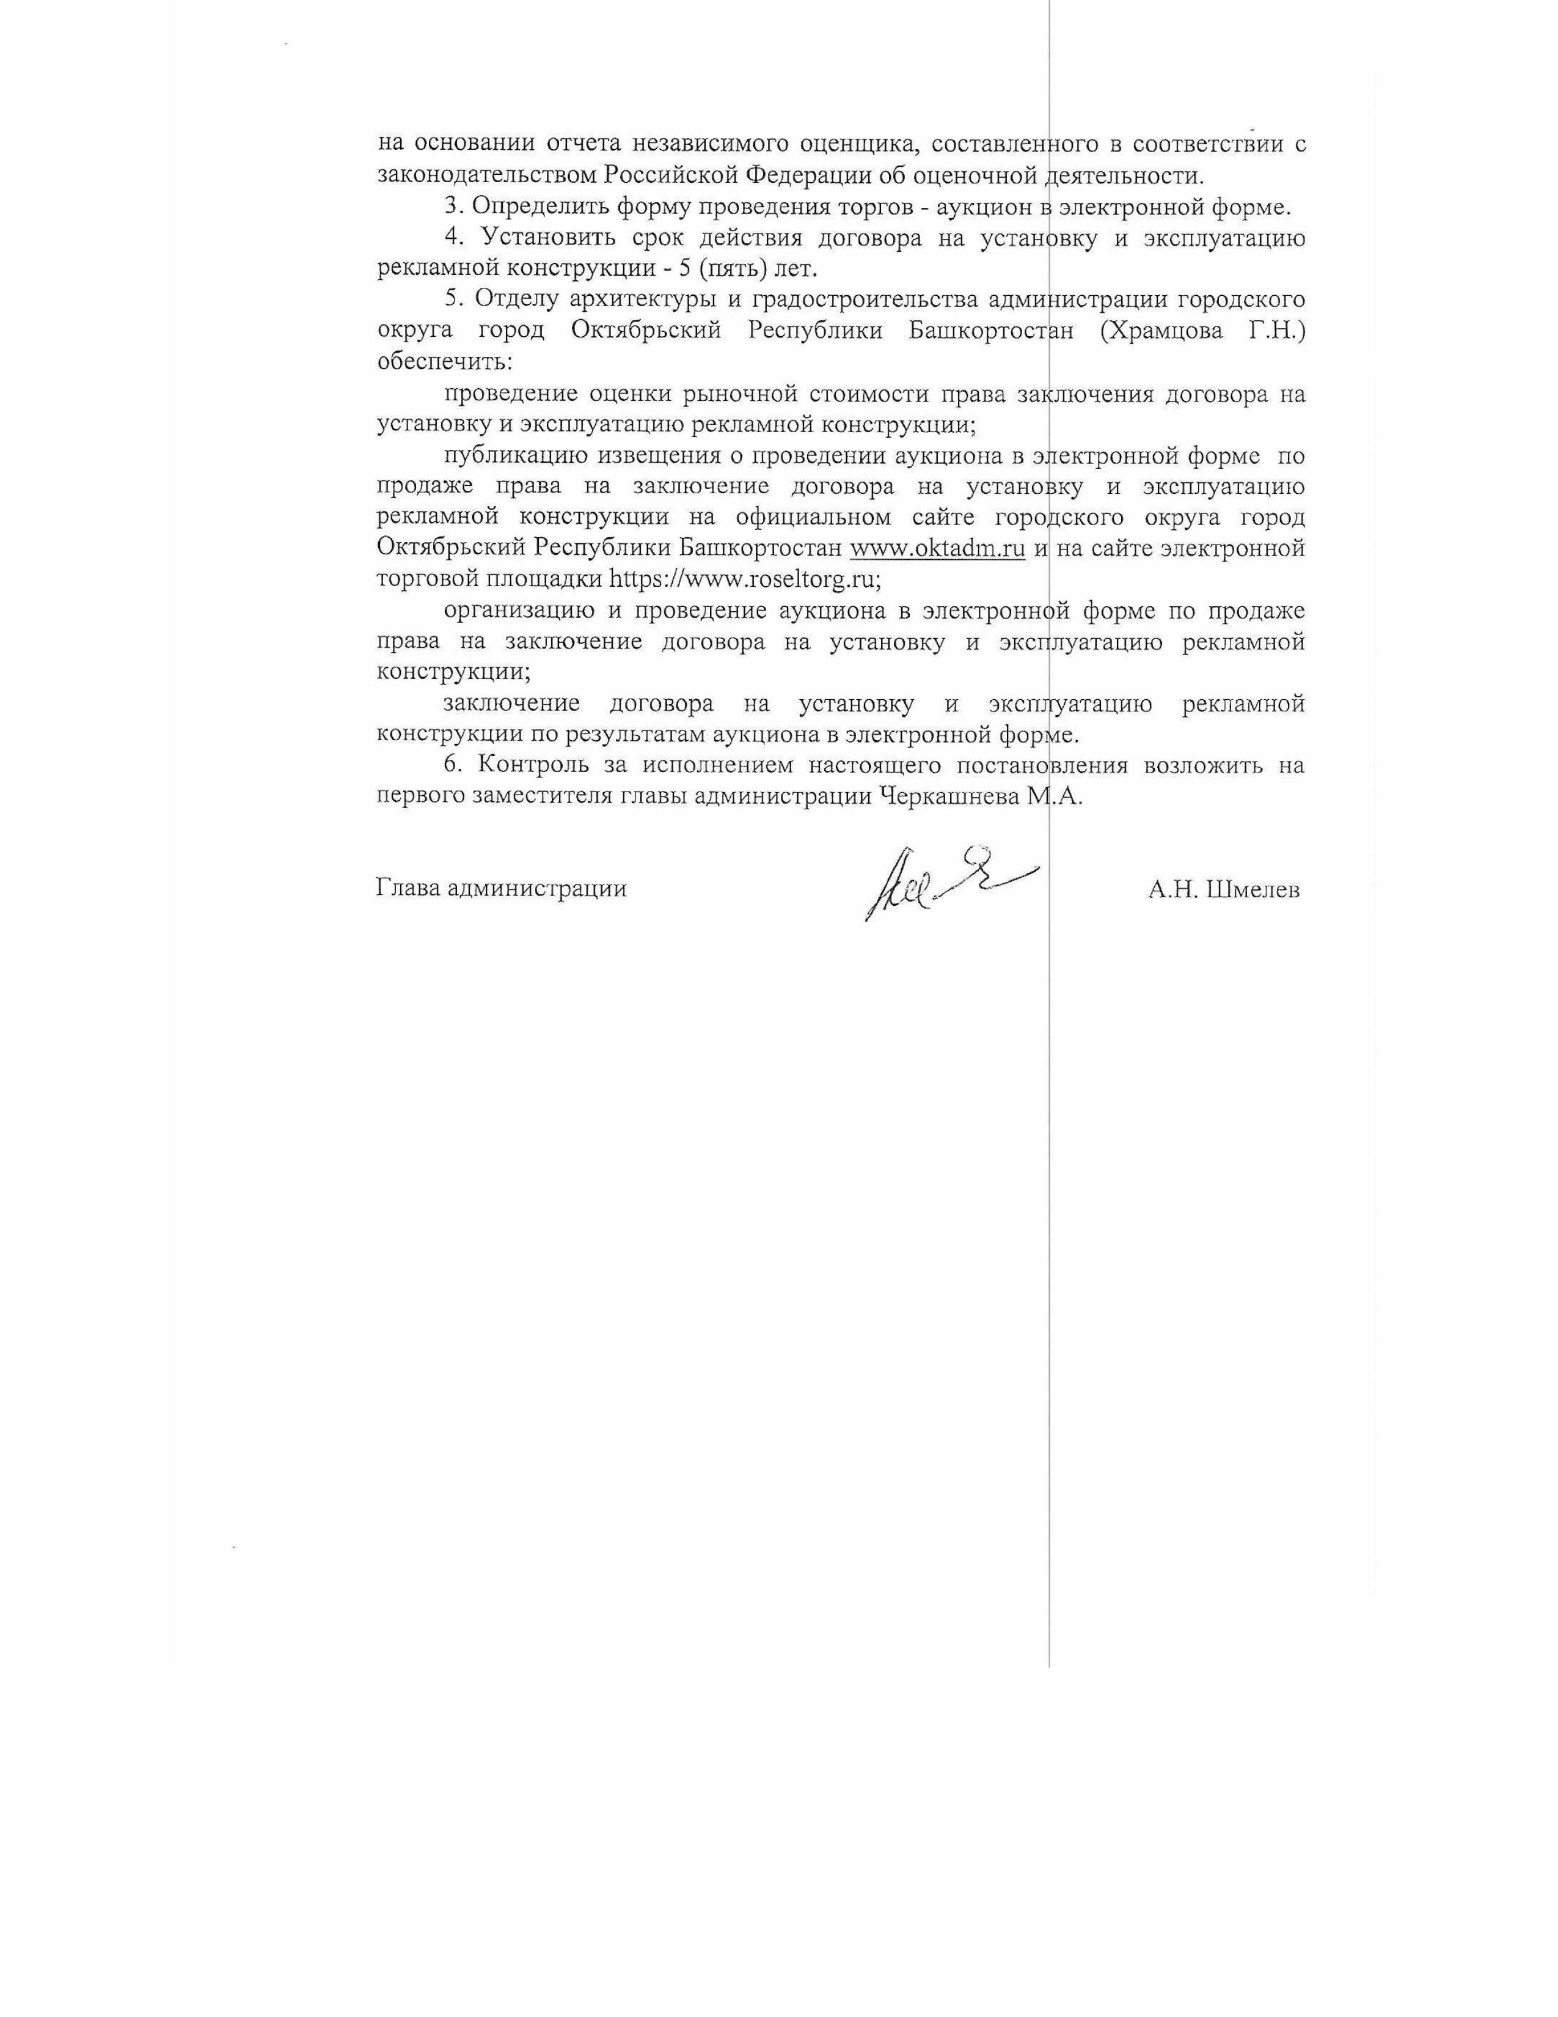 на основании отчета независимого оценщика, составленного в соответствии с
законодательством Российской Федерации об оценочной деятельности.
3. Определить форму проведения торгов - аукцион в электронной форме.
4. Установить срок действия договора на установку и эксплуатацию
рекламной конструкции - 5 (пять) лет.
5. Отделу архитектуры и градостроительства администрации городского
округа город Октябрьский Республики Башкортостан (Храмцова Г.Н.)
обеспечить:
проведение оценки рыночной стоимости права заключения договора на
установку и эксплуатацию рекламной конструкции;
публикацию извещения о проведении аукциона в электронной форме по
продаже права на заключение договора на установку и эксплуатацию
рекламной конструкции на официальном сайте городского округа город
Октябрьский Республики Башкортостан www.oktadm.ru и на сайте электронной
торговой площадки https://www.roseltorg.ru;
организацию и проведение аукциона в электронной форме по продаже
права на заключение договора на установку и эксплуатацию рекламной
конструкции;
заключение договора на установку и эксплуатацию рекламной
конструкции по результатам аукциона в электронной форме.
6. Контроль за исполнением настоящего постановления возложить на
первого заместителя главы администрации Черкашнева М.А.
Глава администрации А.Н. Шмелев